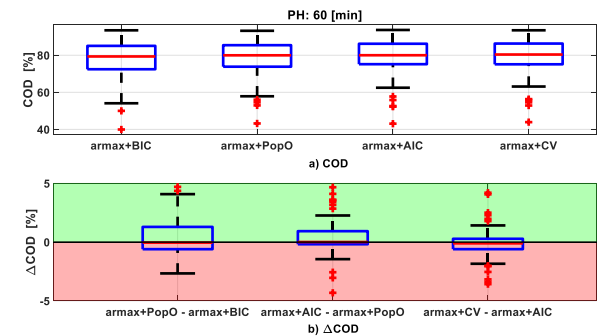 PH: 60 [min]
COD [%]
80
60
40
armax+BIC armax+PopO armax+AIC armax+CV
a) COD
ΔCOD [%]
5
0
-5
armax+PopO - armax+BIC armax+AIC - armax+PopO armax+CV - armax+AIC
b) ΔCOD